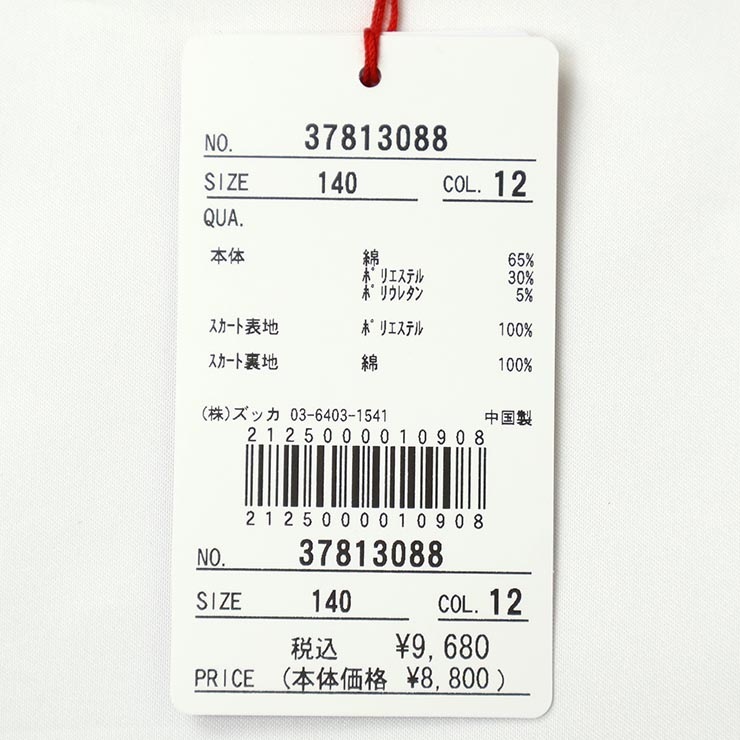 NO. 37813088
SIZE 140 COL. 12
QUA.
本体 綿 65%
ﾎﾟﾘｴｽﾃﾙ 30%
ﾎﾟﾘｳﾚﾀﾝ 5%
ｽｶｰﾄ表地 ﾎﾟﾘｴｽﾃﾙ 100%
ｽｶｰﾄ裏地 綿 100%
(株)ズッカ 03-6403-1541 中国製
2125000010908
2125000010908
NO. 37813088
SIZE 140 COL. 12
税込 ¥9,680
PRICE (本体価格 ¥8,800)